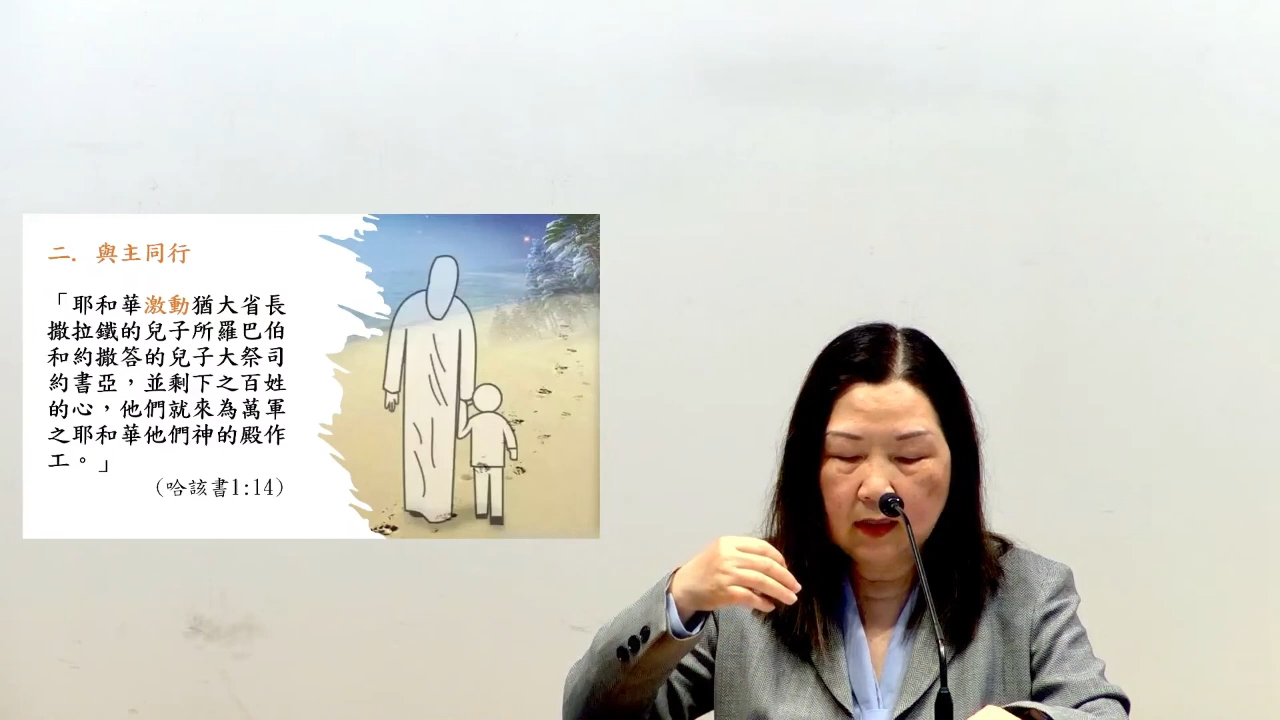 二. 與主同行
「耶和華激動猶大省長
撒拉鐵的兒子所羅巴伯
和約撒答的兒子大祭司
約書亞，並剩下之百姓
的心，他們就來為萬軍
之耶和華他們神的殿作
工。」
(哈該書1:14)